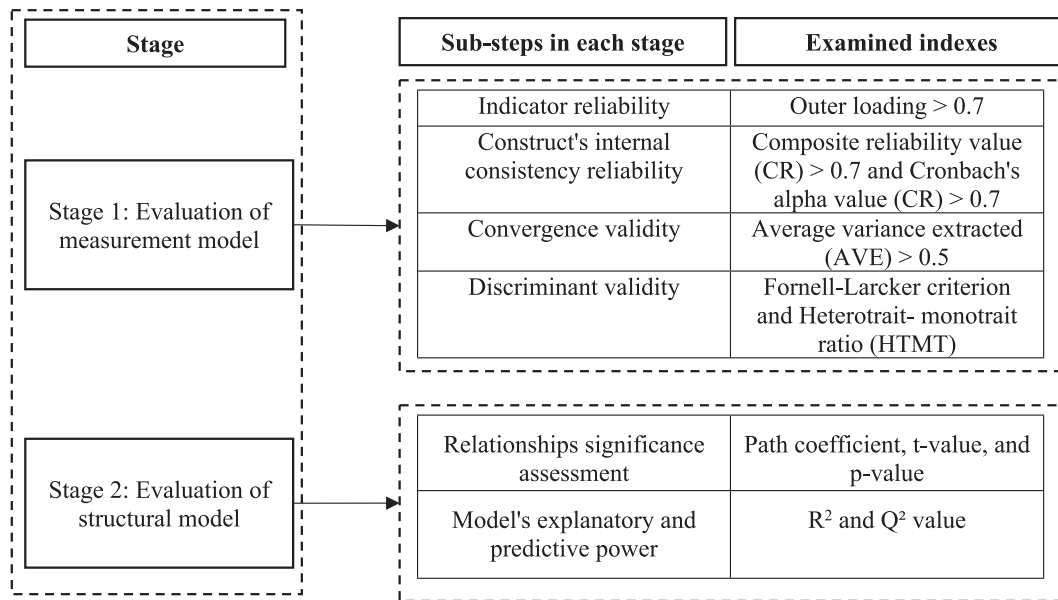 Stage
Sub-steps in each stage
Examined indexes
Stage 1: Evaluation of
measurement model
Indicator reliability
Outer loading > 0.7
Construct's internal
consistency reliability
Composite reliability value
(CR) > 0.7 and Cronbach's
alpha value (CR) > 0.7
Convergence validity
Average variance extracted
(AVE) > 0.5
Discriminant validity
Fornell-Larcker criterion
and Heterotrait- monotrait
ratio (HTMT)
Stage 2: Evaluation of
structural model
Relationships significance
assessment
Path coefficient, t-value, and
p-value
Model's explanatory and
predictive power
R² and Q² value